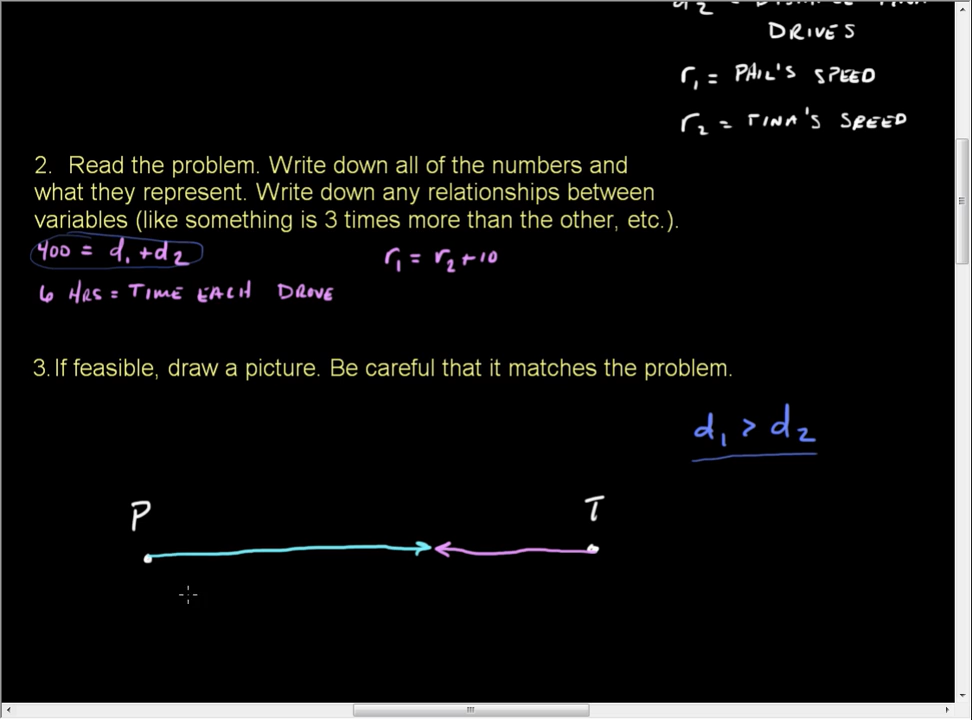 DRIVES
r₁ = PHIL'S SPEED
r₂ = TINA'S SPEED
2. Read the problem. Write down all of the numbers and
what they represent. Write down any relationships between
variables (like something is 3 times more than the other, etc.).
400 = d₁ + d₂
r₁ = r₂ + 10
6 HRS = TIME EACH DROVE
3. If feasible, draw a picture. Be careful that it matches the problem.
d₁ > d₂
P
T